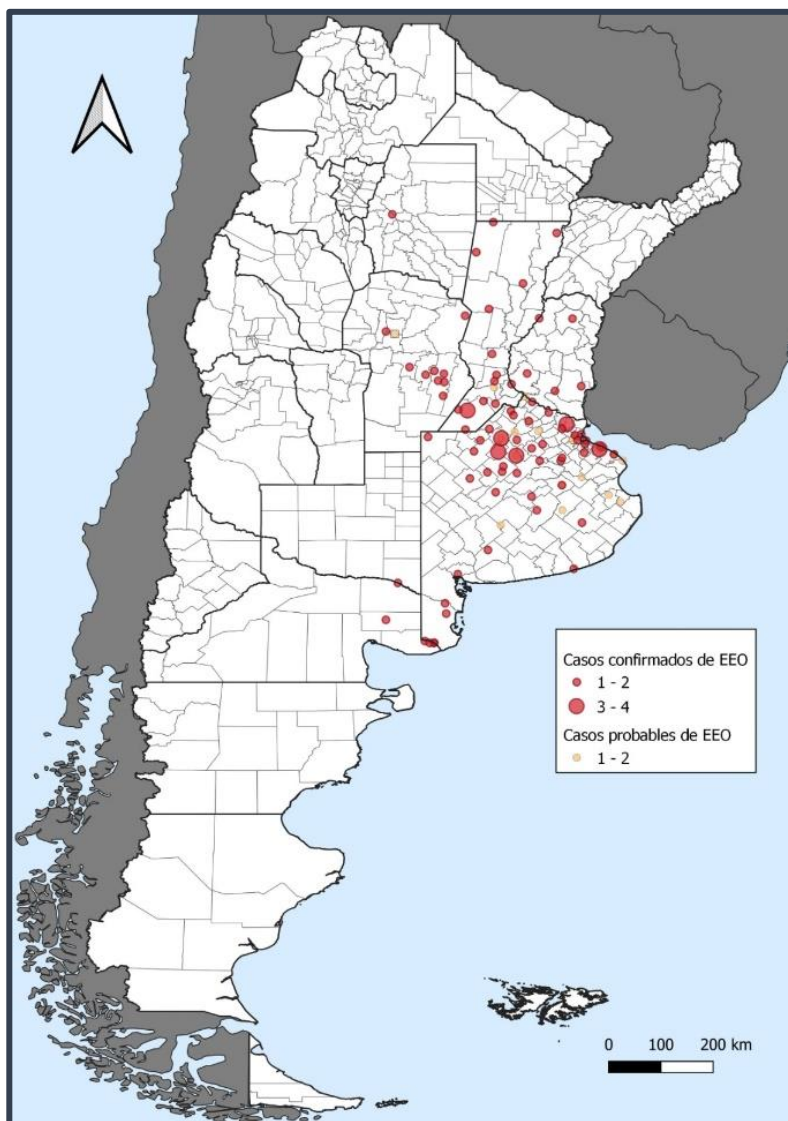 Casos confirmados de EEO
1 - 2
3 - 4
Casos probables de EEO
1 - 2
0 100 200 km